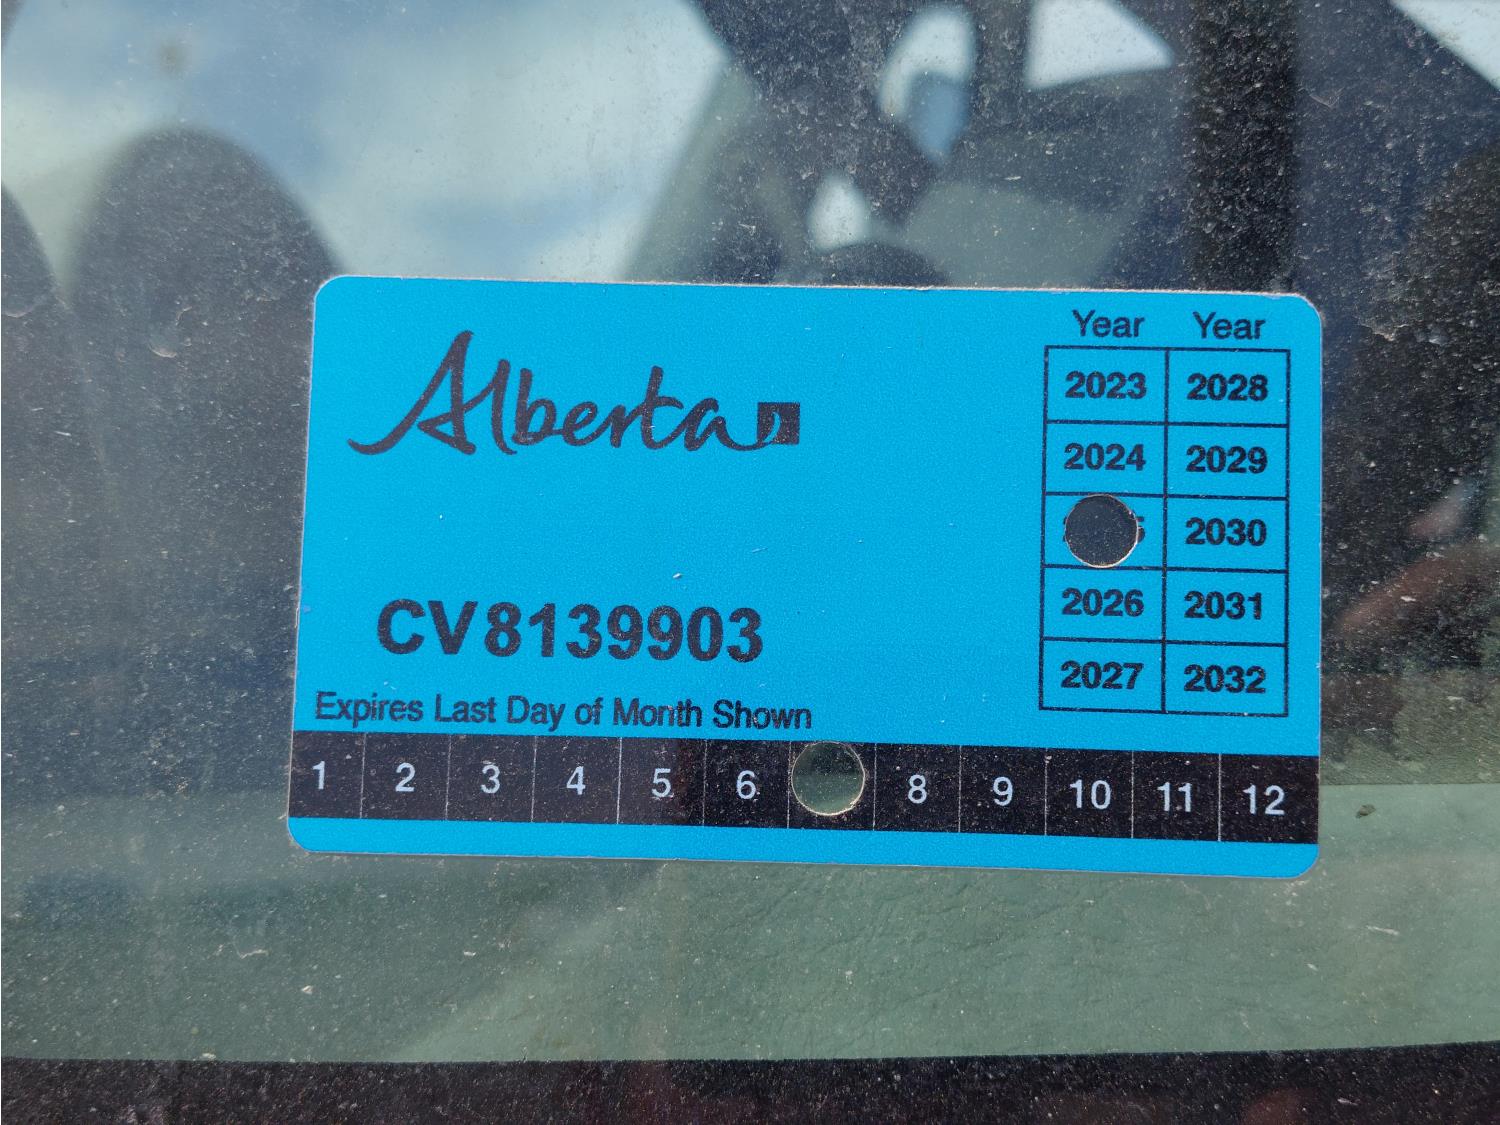 Alberta
Year Year
2023 2028
2024 2029
2030
2026 2031
2027 2032
CV8139903
Expires Last Day of Month Shown
1 2 3 4 5 6 8 9 10 11 12